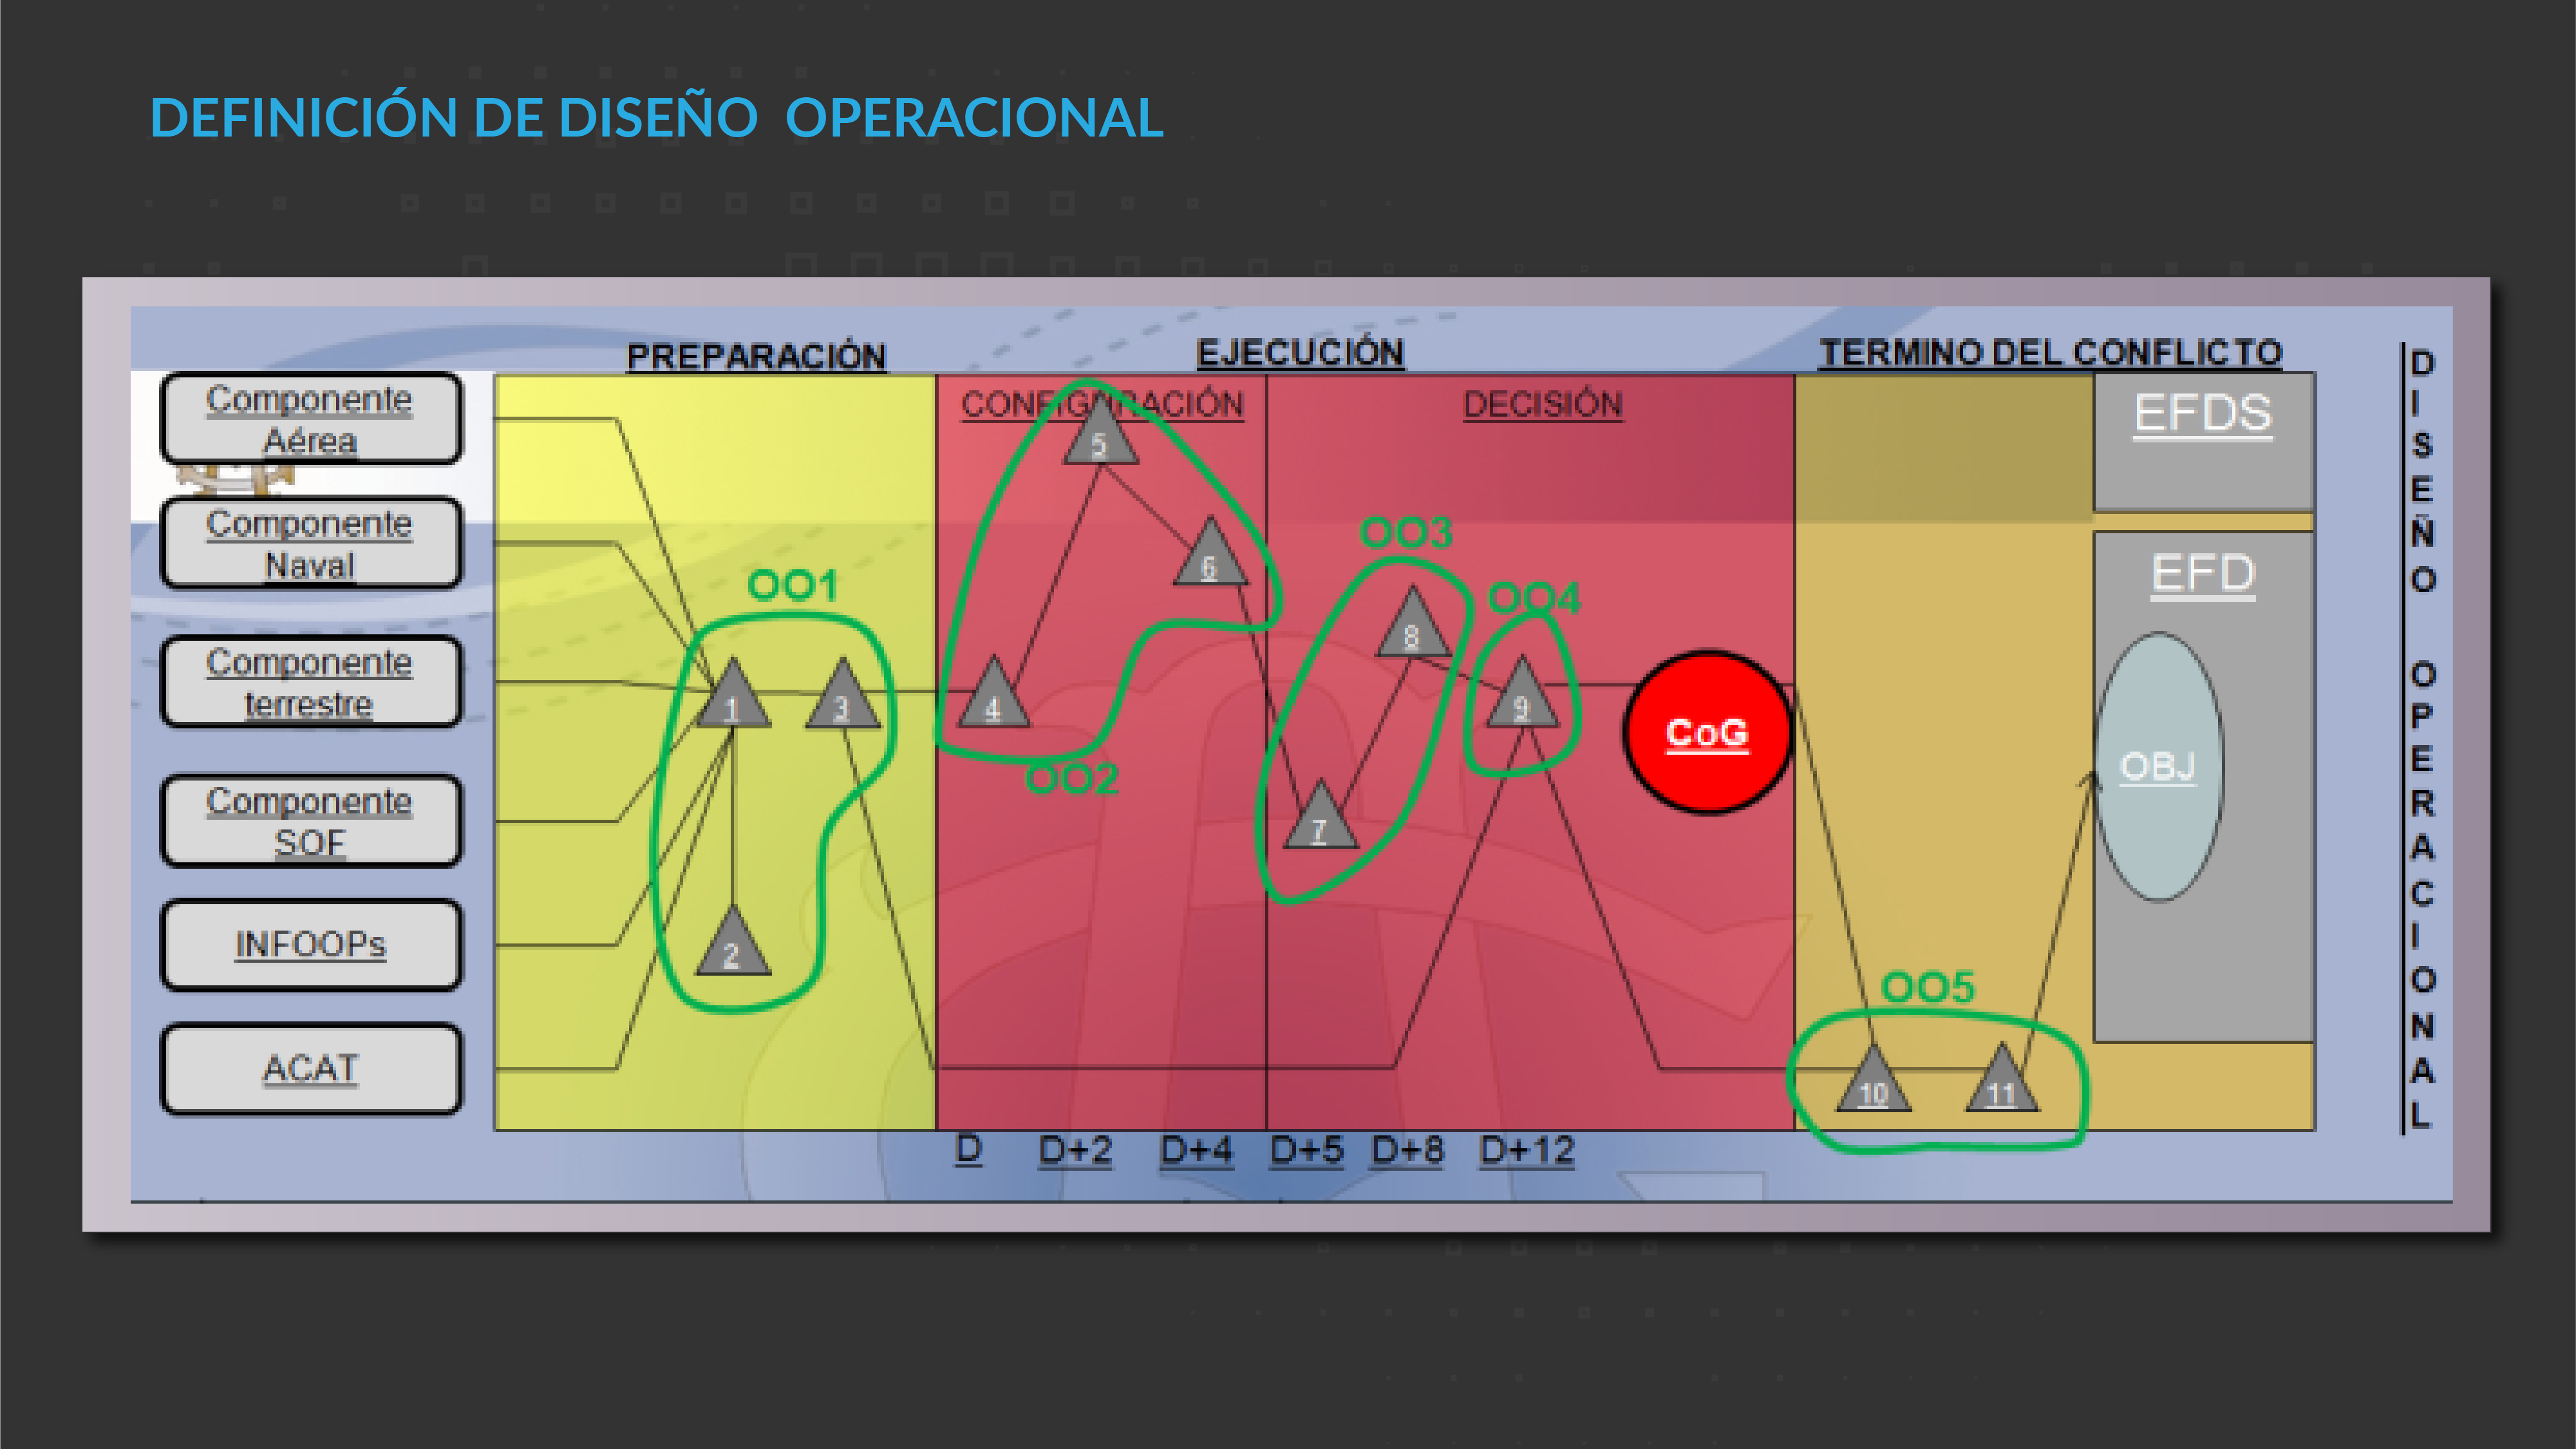 DEFINICIÓN DE DISEÑO OPERACIONAL
PREPARACIÓN
EJECUCIÓN
TERMINO DEL CONFLICTO
CONFIGURACIÓN
DECISIÓN
Componente
Aérea
Componente
Naval
Componente
terrestre
Componente
SOF
INFOOPs
ACAT
OO1
1
3
2
5
6
4
OO2
OO3
8
7
OO4
9
CoG
OO5
10
11
EFDS
EFD
OBJ
D
D+2
D+4
D+5
D+8
D+12
D
I
S
E
Ñ
O
O
P
E
R
A
C
I
O
N
A
L